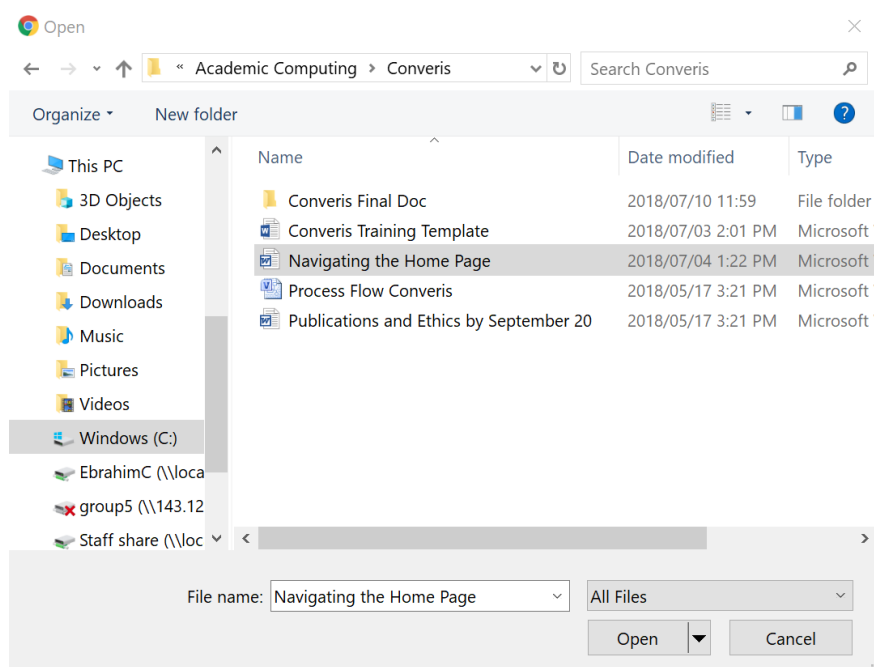 Open
« Academic Computing > Converis
Search Converis
Organize
New folder
?
Name Date modified Type
This PC
3D Objects
Desktop
Documents
Downloads
Music
Pictures
Videos
Windows (C:)
EbrahimC (\\loca
group5 (\\143.12
Staff share (\\loc
Converis Final Doc 2018/07/10 11:59 File folder
Converis Training Template 2018/07/03 2:01 PM Microsoft
Navigating the Home Page 2018/07/04 1:22 PM Microsoft
Process Flow Converis 2018/05/17 3:21 PM Microsoft
Publications and Ethics by September 20 2018/05/17 3:21 PM Microsoft
File name: Navigating the Home Page All Files
Open Cancel